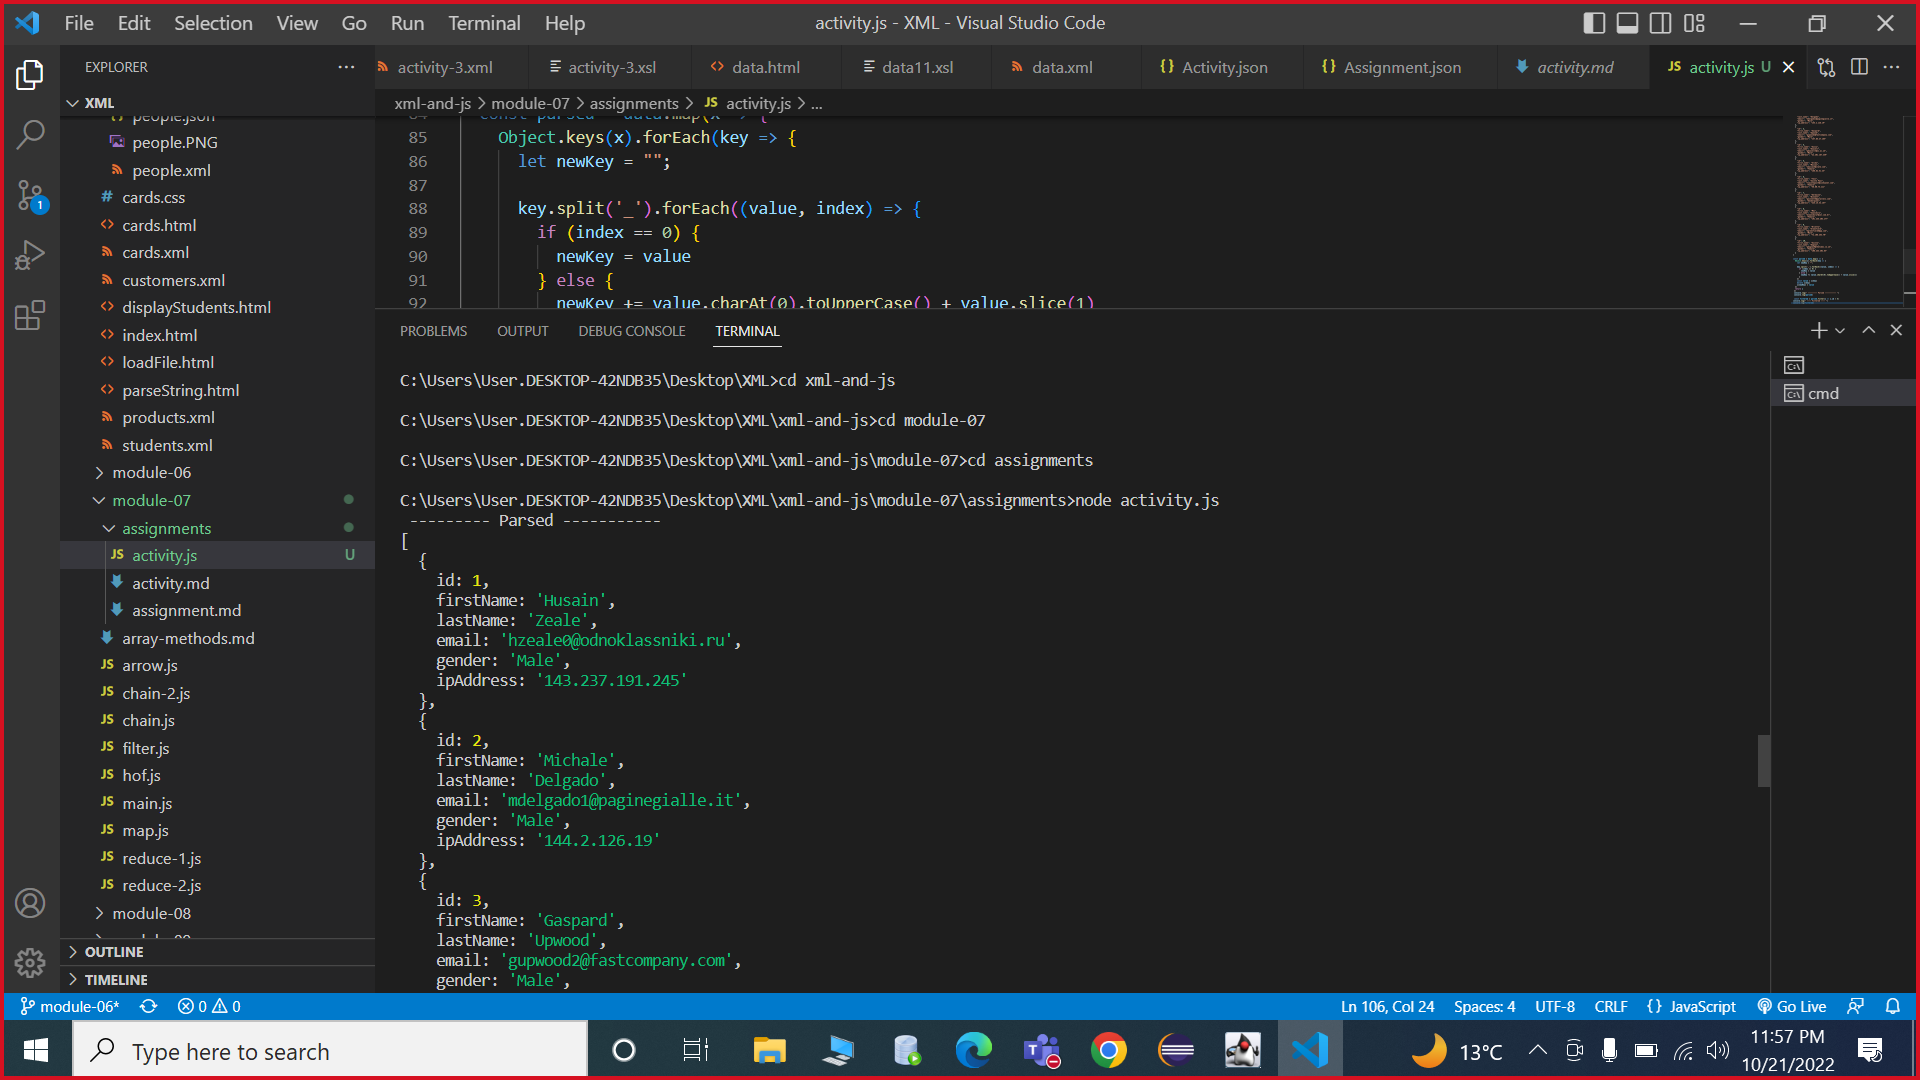 File Edit Selection View Go Run Terminal Help
activity.js - XML - Visual Studio Code
EXPLORER
XML
people.json
people.PNG
people.xml
cards.css
cards.html
cards.xml
customers.xml
displayStudents.html
index.html
loadFile.html
parseString.html
products.xml
students.xml
module-06
module-07
assignments
activity.js U
activity.md
assignment.md
array-methods.md
arrow.js
chain-2.js
chain.js
filter.js
hof.js
main.js
map.js
reduce-1.js
reduce-2.js
module-08
OUTLINE
TIMELINE
activity-3.xml activity-3.xsl data.html data11.xsl data.xml Activity.json Assignment.json activity.md activity.js U
xml-and-js > module-07 > assignments > JS activity.js > ...
84 const parsed = data.map(x => {
85 Object.keys(x).forEach(key => {
86 let newKey = "";
87
88 key.split('_').forEach((value, index) => {
89 if (index == 0) {
90 newKey = value
91 } else {
92 newKey += value.charAt(0).toUpperCase() + value.slice(1)
PROBLEMS OUTPUT DEBUG CONSOLE TERMINAL
cmd
C:\Users\User.DESKTOP-42NDB35\Desktop\XML>cd xml-and-js
C:\Users\User.DESKTOP-42NDB35\Desktop\XML\xml-and-js>cd module-07
C:\Users\User.DESKTOP-42NDB35\Desktop\XML\xml-and-js\module-07>cd assignments
C:\Users\User.DESKTOP-42NDB35\Desktop\XML\xml-and-js\module-07\assignments>node activity.js
--------- Parsed -----------
[
{
id: 1,
firstName: 'Husain',
lastName: 'Zeale',
email: 'hzeale0@odnoklassniki.ru',
gender: 'Male',
ipAddress: '143.237.191.245'
},
{
id: 2,
firstName: 'Michale',
lastName: 'Delgado',
email: 'mdelgado1@paginegialle.it',
gender: 'Male',
ipAddress: '144.2.126.19'
},
{
id: 3,
firstName: 'Gaspard',
lastName: 'Upwood',
email: 'gupwood2@fastcompany.com',
gender: 'Male',
module-06* 0 0 Ln 106, Col 24 Spaces: 4 UTF-8 CRLF {} JavaScript Go Live
Type here to search
13°C
11:57 PM
10/21/2022